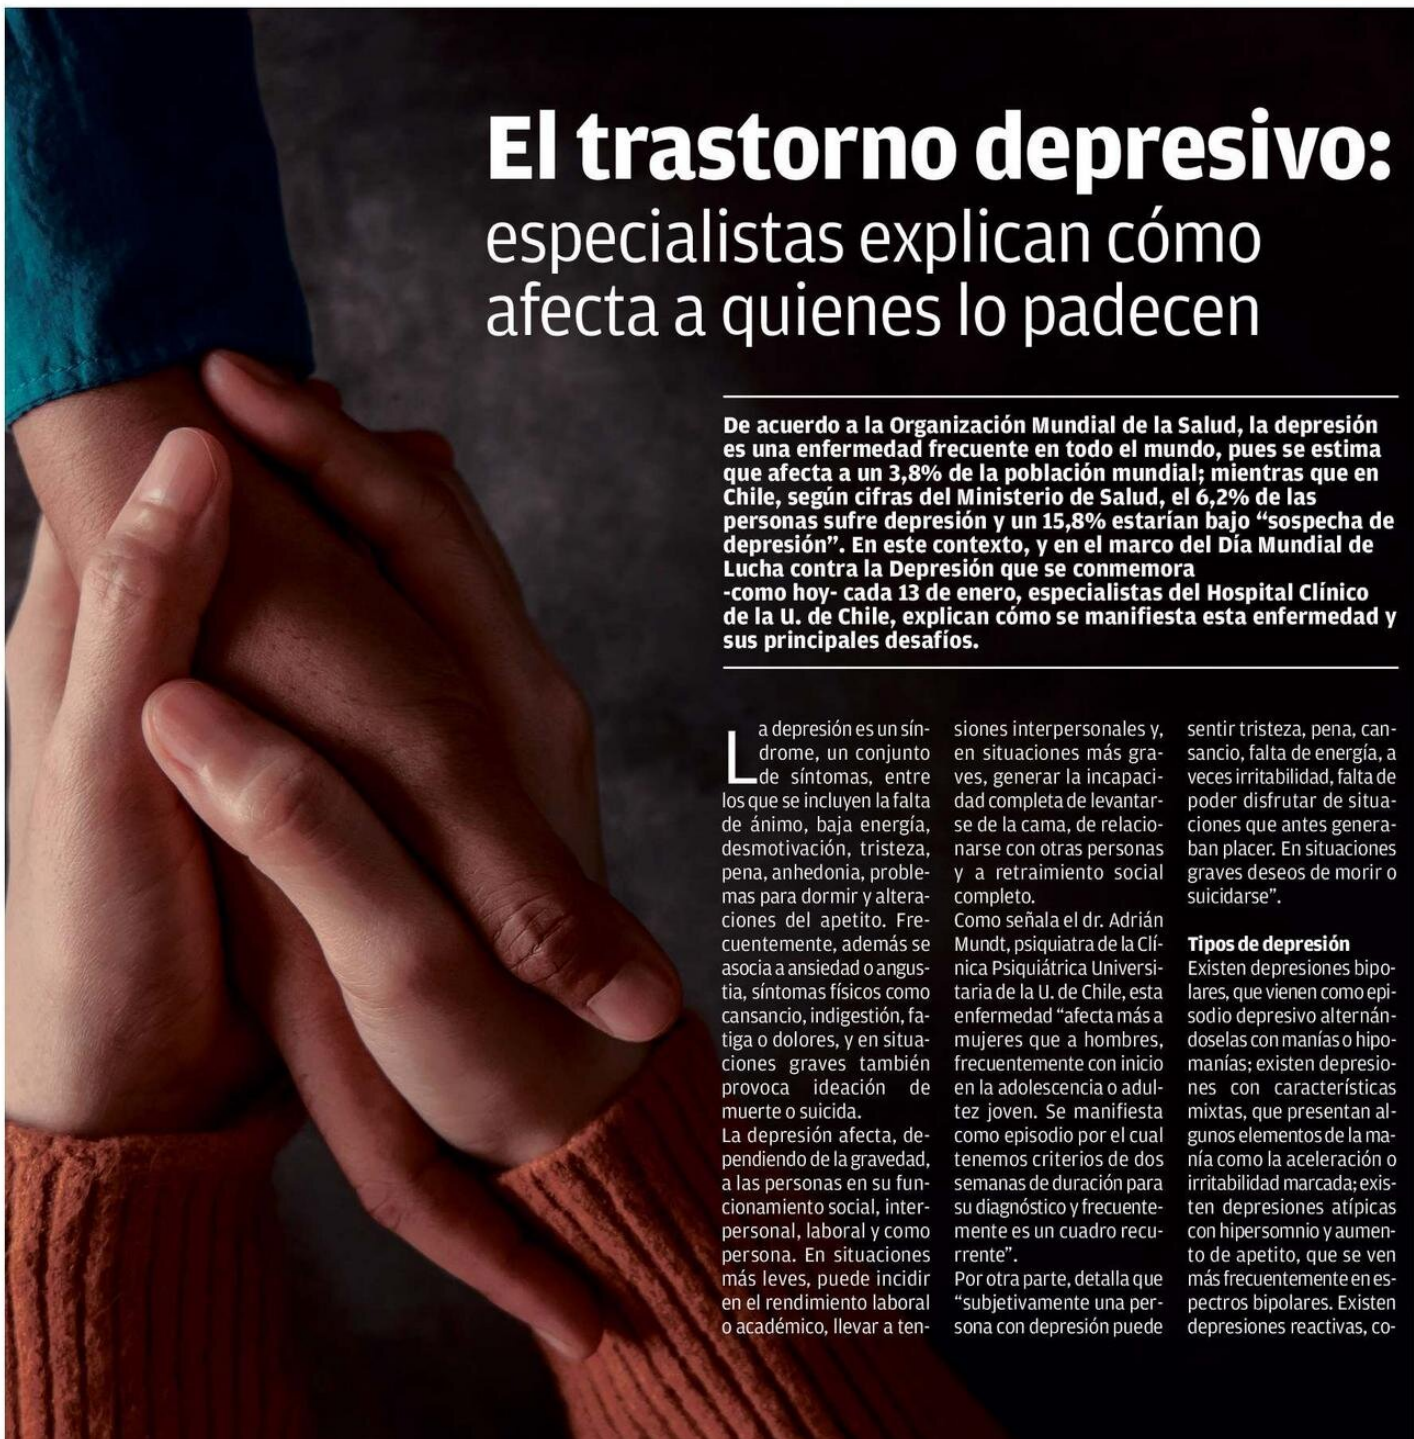 El trastorno depresivo:
especialistas explican cómo
afecta a quienes lo padecen
De acuerdo a la Organización Mundial de la Salud, la depresión
es una enfermedad frecuente en todo el mundo, pues se estima
que afecta a un 3,8% de la población mundial; mientras que en
Chile, según cifras del Ministerio de Salud, el 6,2% de las
personas sufre depresión y un 15,8% estarían bajo “sospecha de
depresión”. En este contexto, y en el marco del Día Mundial de
Lucha contra la Depresión que se conmemora
-como hoy- cada 13 de enero, especialistas del Hospital Clínico
de la U. de Chile, explican cómo se manifiesta esta enfermedad y
sus principales desafíos.
La depresión es un sín-
drome, un conjunto
de síntomas, entre
los que se incluyen la falta
de ánimo, baja energía,
desmotivación, tristeza,
pena, anhedonia, proble-
mas para dormir y altera-
ciones del apetito. Fre-
cuentemente, además se
asocia a ansiedad o angus-
tia, síntomas físicos como
cansancio, indigestión, fa-
tiga o dolores, y en situa-
ciones graves también
provoca ideación de
muerte o suicida.
La depresión afecta, de-
pendiendo de la gravedad,
a las personas en su fun-
cionamiento social, inter-
personal, laboral y como
persona. En situaciones
más leves, puede incidir
en el rendimiento laboral
o académico, llevar a ten-
siones interpersonales y,
en situaciones más gra-
ves, generar la incapaci-
dad completa de levantar-
se de la cama, de relacio-
narse con otras personas
y a retraimiento social
completo.
Como señala el dr. Adrián
Mundt, psiquiatra de la Clí-
nica Psiquiátrica Universi-
taria de la U. de Chile, esta
enfermedad “afecta más a
mujeres que a hombres,
frecuentemente con inicio
en la adolescencia o adul-
tez joven. Se manifiesta
como episodio por el cual
tenemos criterios de dos
semanas de duración para
su diagnóstico y frecuente-
mente es un cuadro recu-
rrente”.
Por otra parte, detalla que
“subjetivamente una per-
sona con depresión puede
sentir tristeza, pena, can-
sancio, falta de energía, a
veces irritabilidad, falta de
poder disfrutar de situa-
ciones que antes genera-
ban placer. En situaciones
graves deseos de morir o
suicidarse”.
Tipos de depresión
Existen depresiones bipo-
lares, que vienen como epi-
sodio depresivo alternán-
doselas con manías o hipo-
manías; existen depresio-
nes con características
mixtas, que presentan al-
gunos elementos de la ma-
nía como la aceleración o
irritabilidad marcada; exis-
ten depresiones atípicas
con hipersomnio y aumen-
to de apetito, que se ven
más frecuentemente en es-
pectros bipolares. Existen
depresiones reactivas, co-